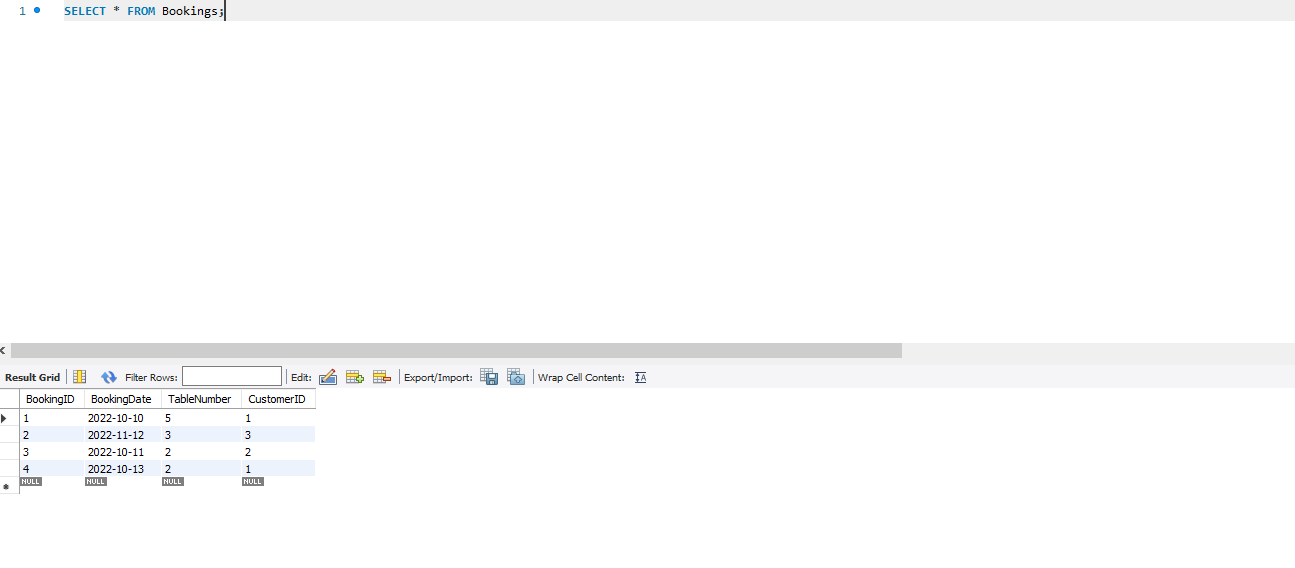 1 SELECT * FROM Bookings;
Result Grid Filter Rows: Edit: Export/Import: Wrap Cell Content: IA
BookingID BookingDate TableNumber CustomerID
1 2022-10-10 5 1
2 2022-11-12 3 3
3 2022-10-11 2 2
4 2022-10-13 2 1
NULL NULL NULL NULL